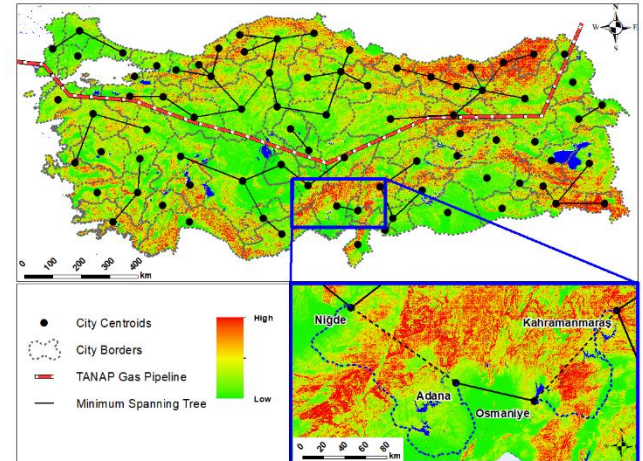 N
W
E
S
0 100 200 300 400
km
City Centroids
City Borders
TANAP Gas Pipeline
Minimum Spanning Tree
High
Low
Niğde
Kahramanmaraş
Adana
Osmaniye
0 20 40 60 80
km